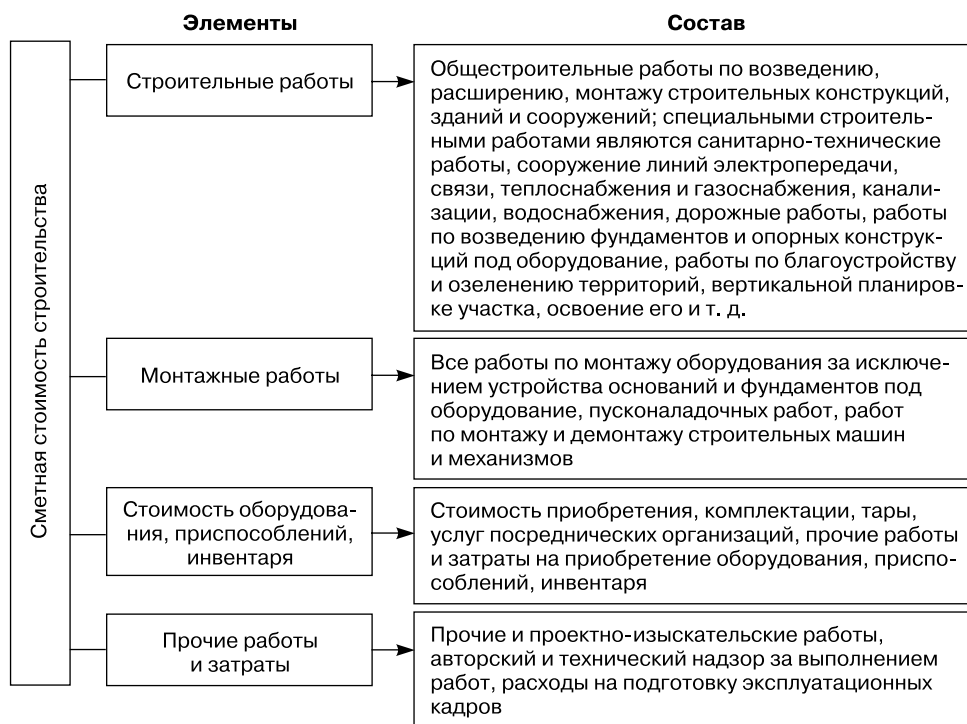 Элементы
Состав
Сметная стоимость строительства
Строительные работы
Общестроительные работы по возведению,
расширению, монтажу строительных конструкций,
зданий и сооружений; специальными строитель-
ными работами являются санитарно-технические
работы, сооружение линий электропередачи,
связи, теплоснабжения и газоснабжения, канали-
зации, водоснабжения, дорожные работы, работы
по возведению фундаментов и опорных конструк-
ций под оборудование, работы по благоустройству
и озеленению территорий, вертикальной планиров-
ке участка, освоение его и т. д.
Монтажные работы
Все работы по монтажу оборудования за исключе-
нием устройства оснований и фундаментов под
оборудование, пусконаладочных работ, работ
по монтажу и демонтажу строительных машин
и механизмов
Стоимость оборудова-
ния, приспособлений,
инвентаря
Стоимость приобретения, комплектации, тары,
услуг посреднических организаций, прочие работы
и затраты на приобретение оборудования, приспо-
соблений, инвентаря
Прочие работы
и затраты
Прочие и проектно-изыскательские работы,
авторский и технический надзор за выполнением
работ, расходы на подготовку эксплуатационных
кадров